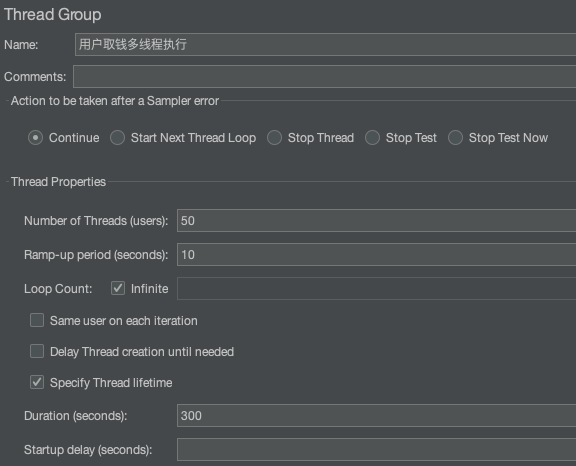 Thread Group
Name: 用户取钱多线程执行
Comments:
Action to be taken after a Sampler error
Continue Start Next Thread Loop Stop Thread Stop Test Stop Test Now
Thread Properties
Number of Threads (users): 50
Ramp-up period (seconds): 10
Loop Count: Infinite
Same user on each iteration
Delay Thread creation until needed
Specify Thread lifetime
Duration (seconds): 300
Startup delay (seconds):